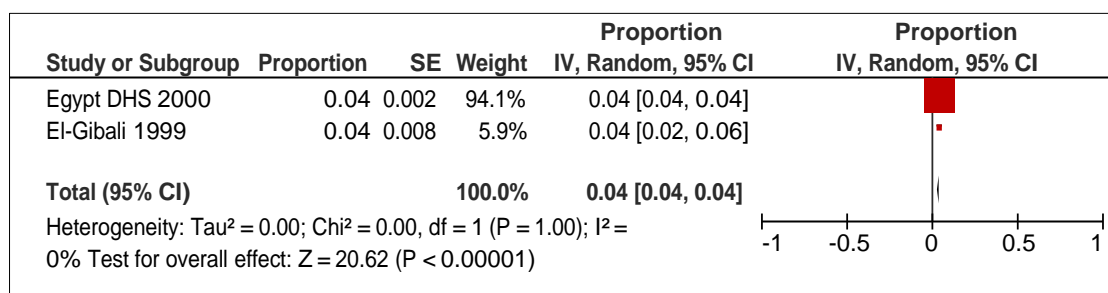 Proportion Proportion
Study or Subgroup Proportion SE Weight IV, Random, 95% CI IV, Random, 95% CI
Egypt DHS 2000 0.04 0.002 94.1% 0.04 [0.04, 0.04]
El-Gibali 1999 0.04 0.008 5.9% 0.04 [0.02, 0.06]
Total (95% CI) 100.0% 0.04 [0.04, 0.04]
Heterogeneity: Tau² = 0.00; Chi² = 0.00, df = 1 (P = 1.00); I² =
0% Test for overall effect: Z = 20.62 (P < 0.00001)
-1 -0.5 0 0.5 1